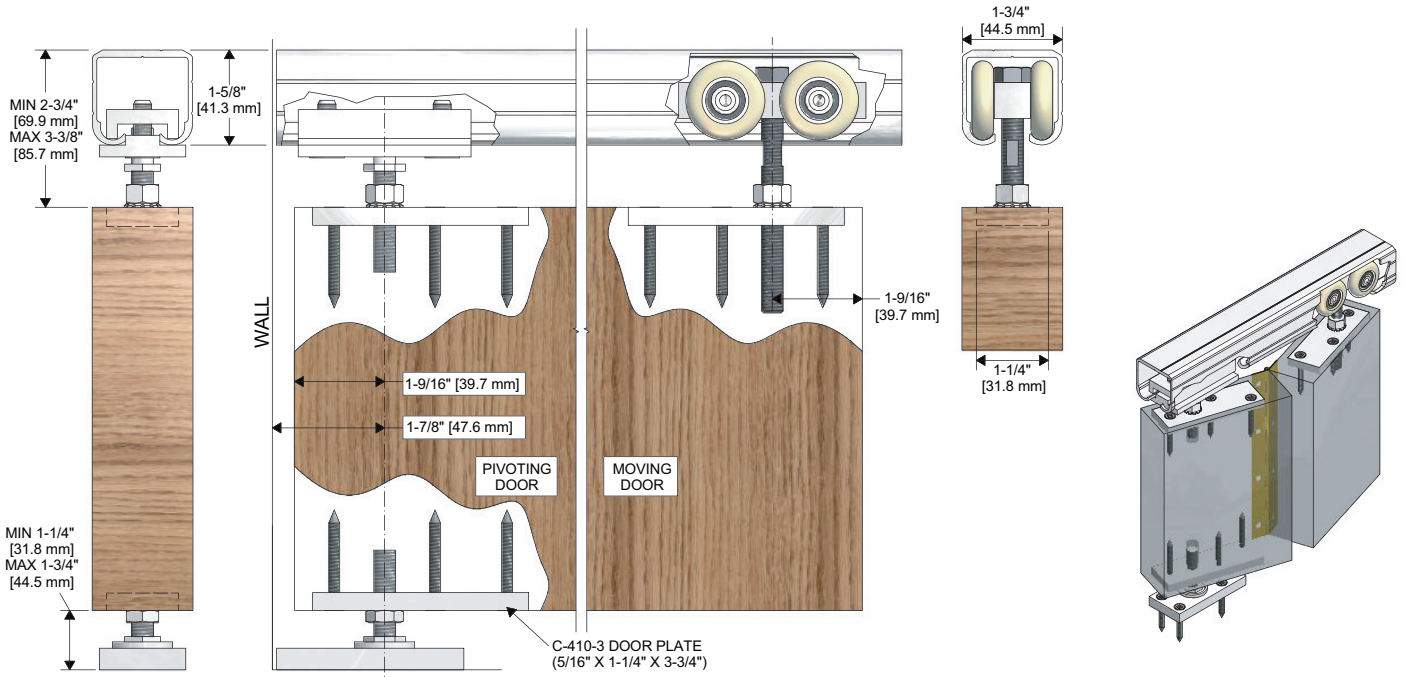 1-3/4"
[44.5 mm]
MIN 2-3/4"
[69.9 mm]
MAX 3-3/8"
[85.7 mm]
1-5/8"
[41.3 mm]
WALL
1-9/16"
[39.7 mm]
1-1/4"
[31.8 mm]
1-9/16" [39.7 mm]
1-7/8" [47.6 mm]
PIVOTING
DOOR
MOVING
DOOR
MIN 1-1/4"
[31.8 mm]
MAX 1-3/4"
[44.5 mm]
C-410-3 DOOR PLATE
(5/16" X 1-1/4" X 3-3/4")